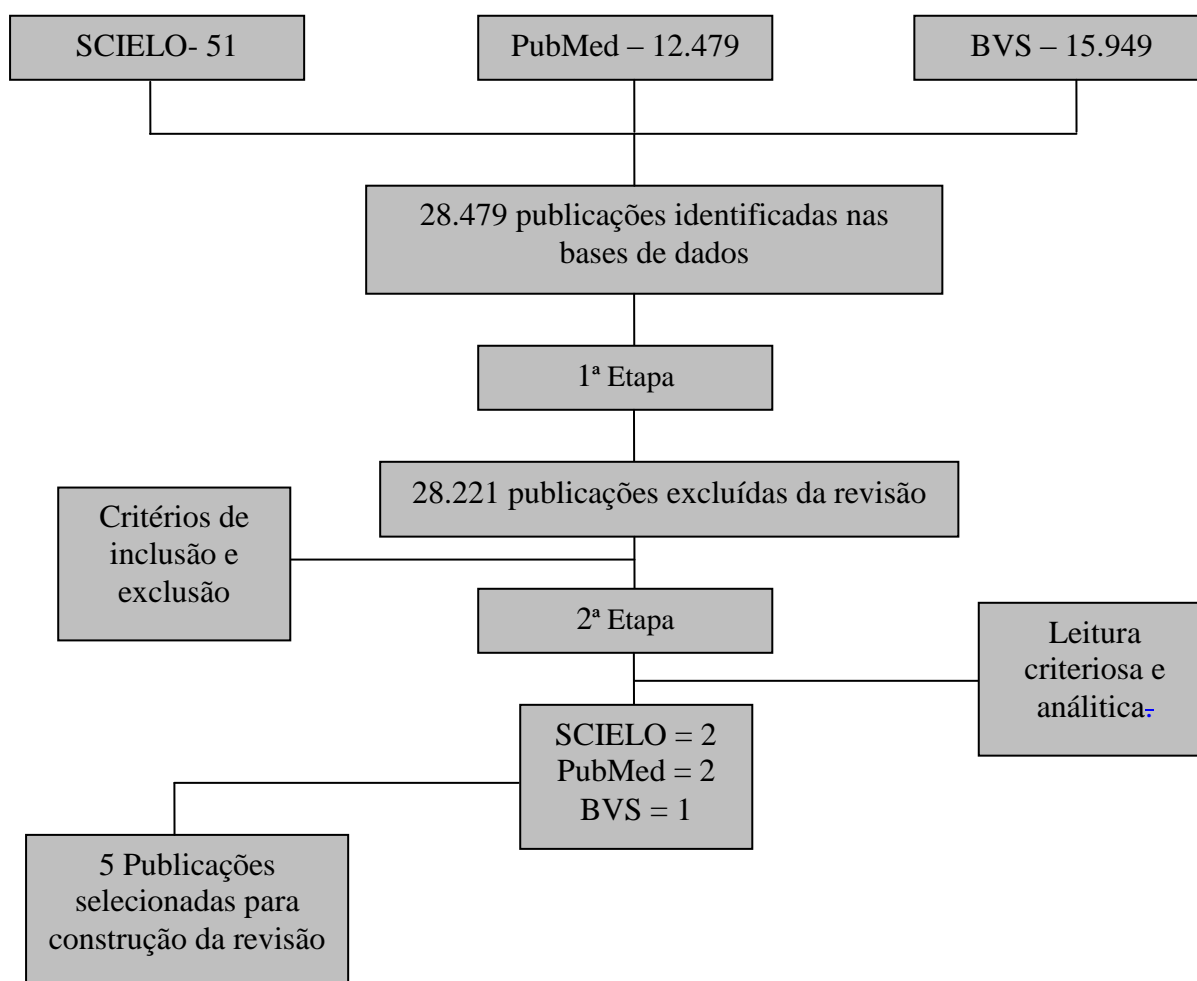 SCIELO- 51
PubMed – 12.479
BVS – 15.949
28.479 publicações identificadas nas
bases de dados
1ª Etapa
28.221 publicações excluídas da revisão
Critérios de
inclusão e
exclusão
2ª Etapa
Leitura
criteriosa e
análitica.
SCIELO = 2
PubMed = 2
BVS = 1
5 Publicações
selecionadas para
construção da revisão